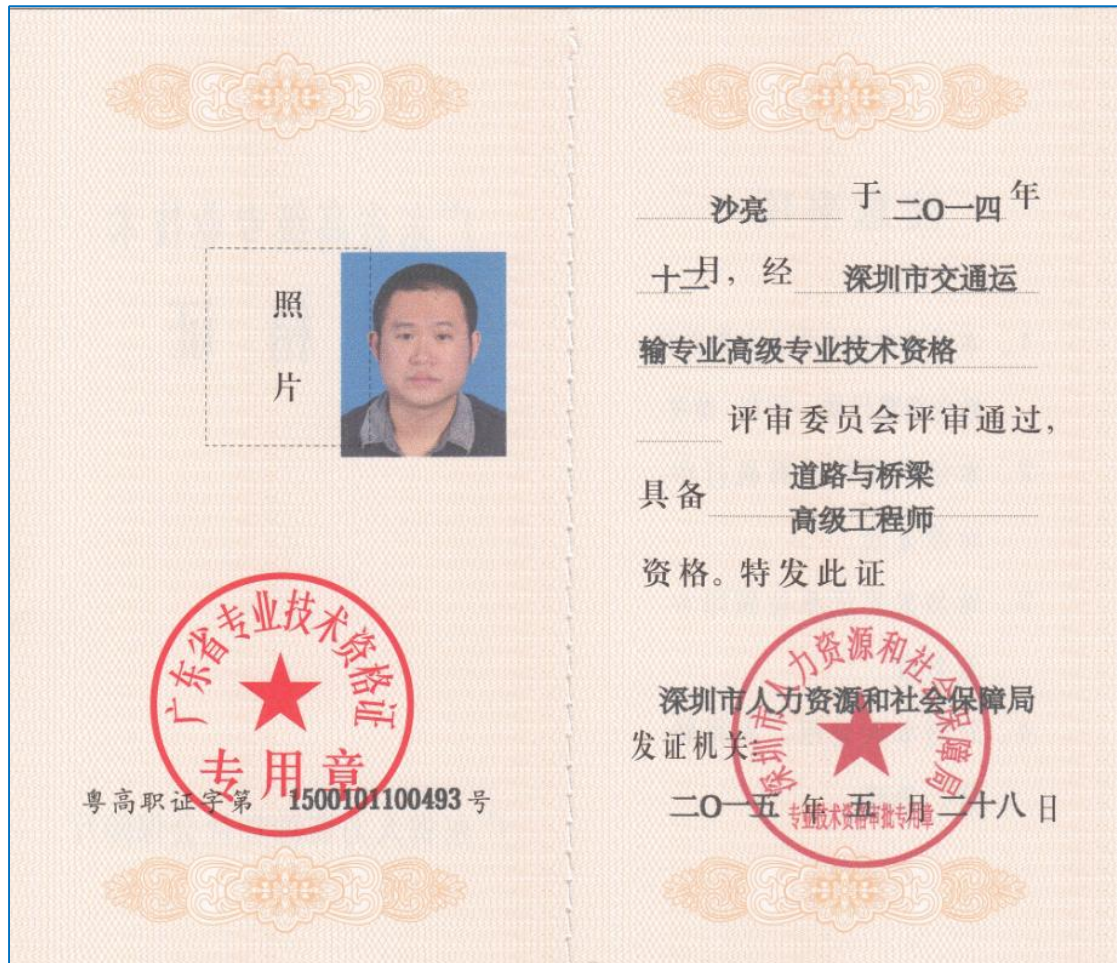 照
片
广东省专业技术资格证
专用章
粤高职证字第 1500101100493 号
沙亮 于 二O一四 年
十二月，经 深圳市交通运
输专业高级专业技术资格
评审委员会评审通过，
具备 道路与桥梁
高级工程师
资格。特发此证
深圳市人力资源和社会保障局
深圳市人力资源和社会保障局
发证机关：
二O一五 年 五 月 二十八 日
专业技术资格审批专用章